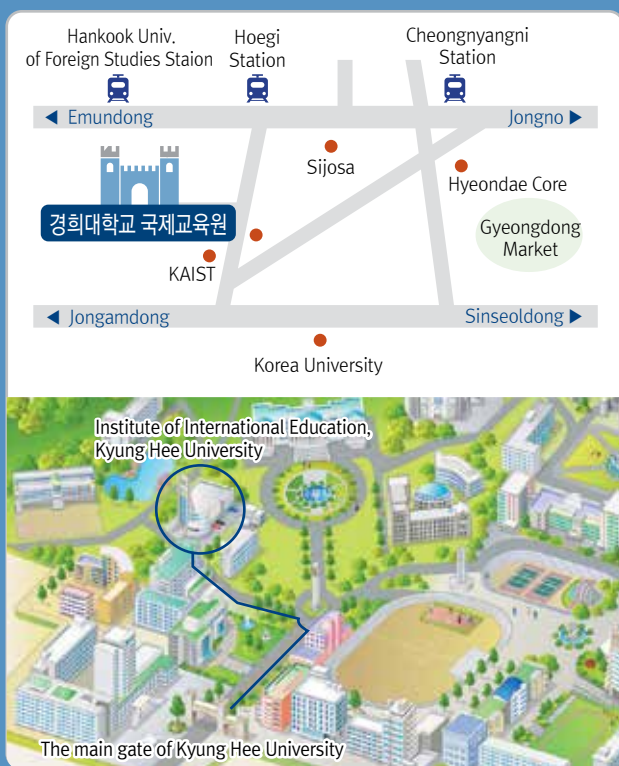 Hankook Univ.
of Foreign Studies Staion
Hoegi
Station
Cheongnyangni
Station
◀ Emundong
Jongno ▶
Sijosa
Hyeondae Core
경희대학교 국제교육원
Gyeongdong
Market
KAIST
◀ Jongamdong
Sinseoldong ▶
Korea University
Institute of International Education,
Kyung Hee University
The main gate of Kyung Hee University